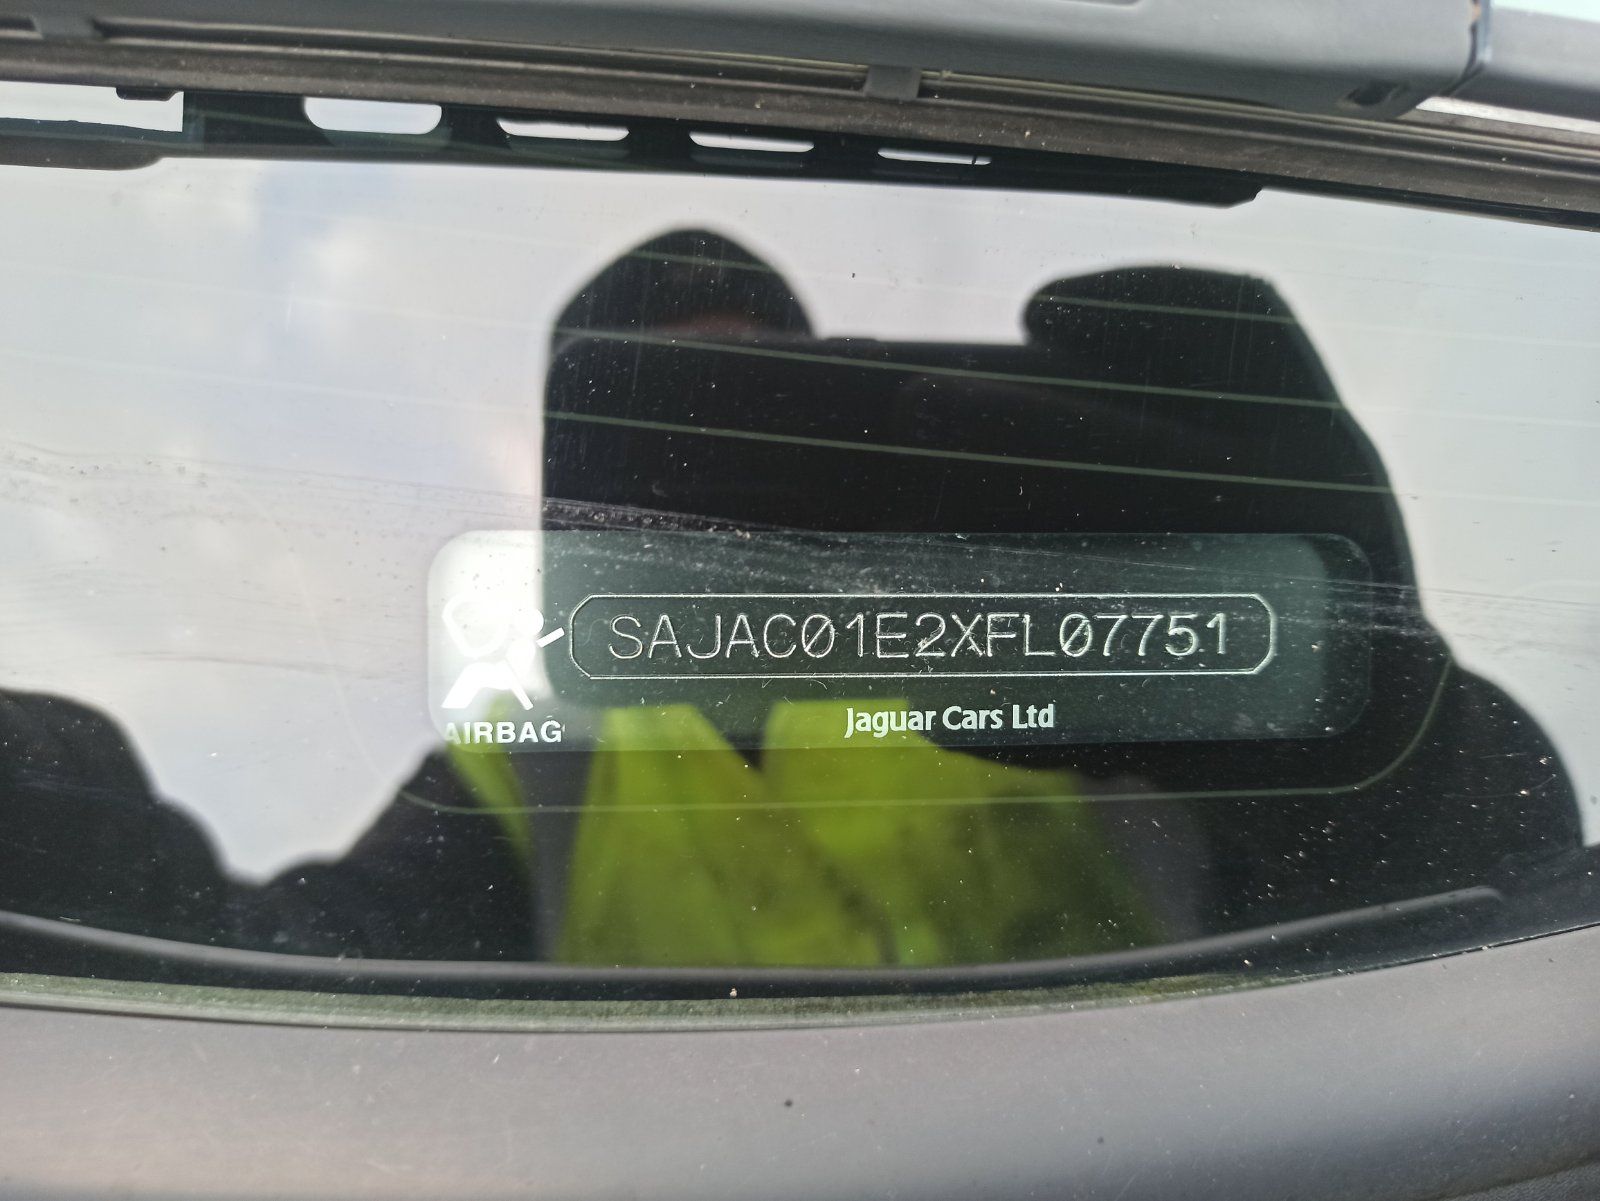 SAJAC01E2XFL07751
Jaguar Cars Ltd
AIRBAG